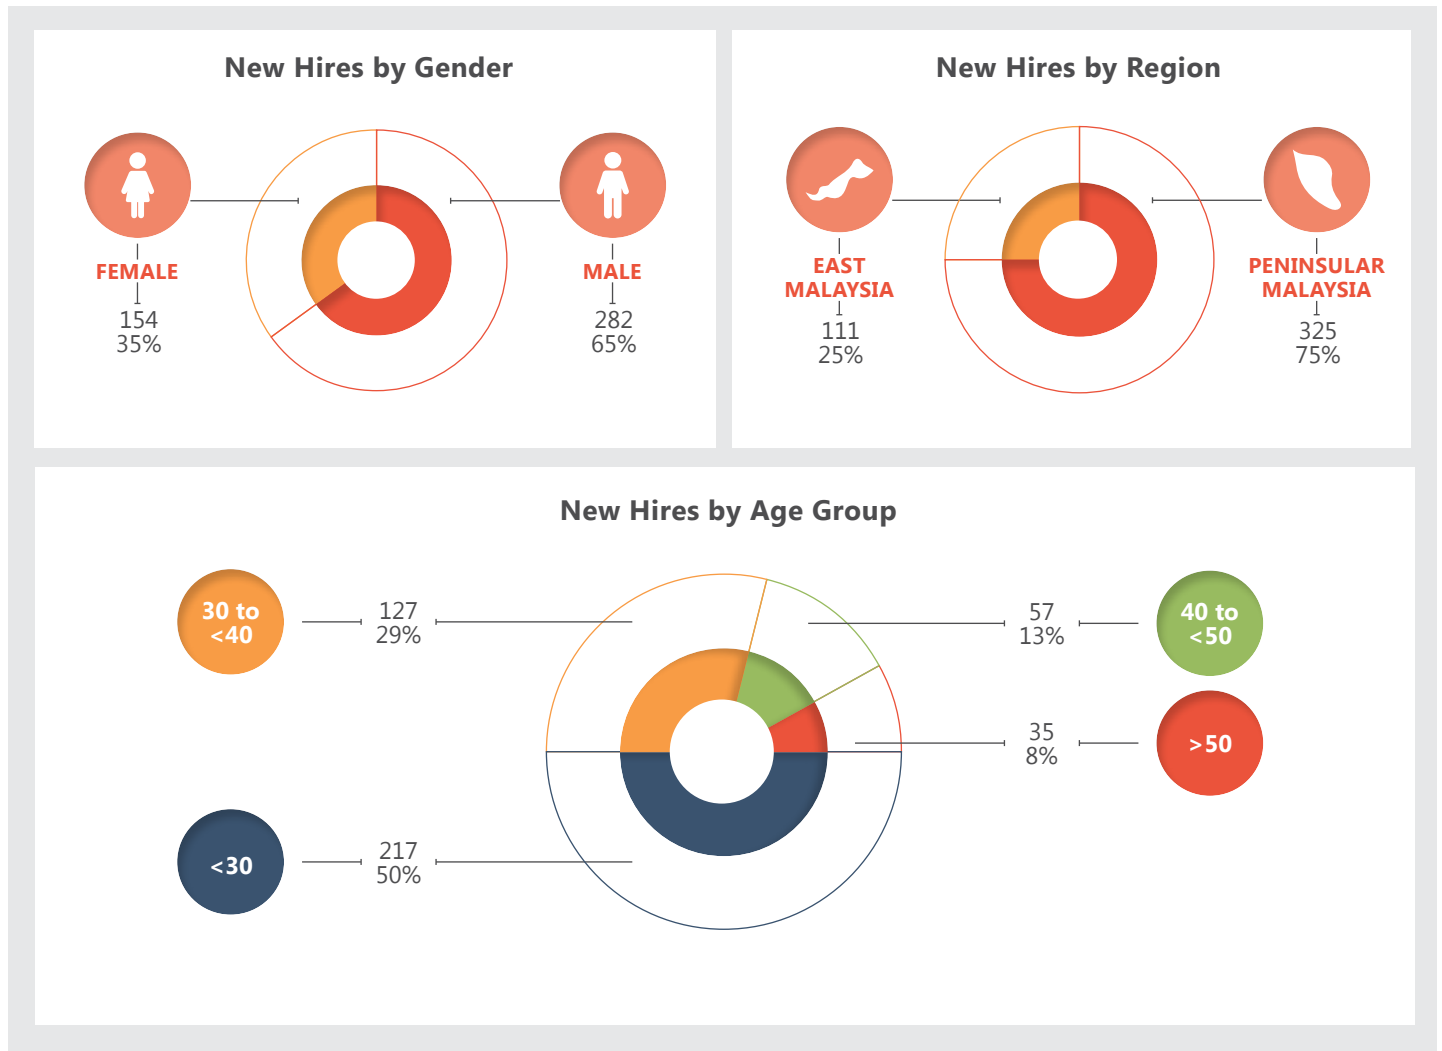 New Hires by Gender
FEMALE
154
35%
MALE
282
65%
New Hires by Region
EAST
MALAYSIA
111
25%
PENINSULAR
MALAYSIA
325
75%
New Hires by Age Group
30 to
<40
127
29%
57
13%
40 to
<50
35
8%
>50
<30
217
50%